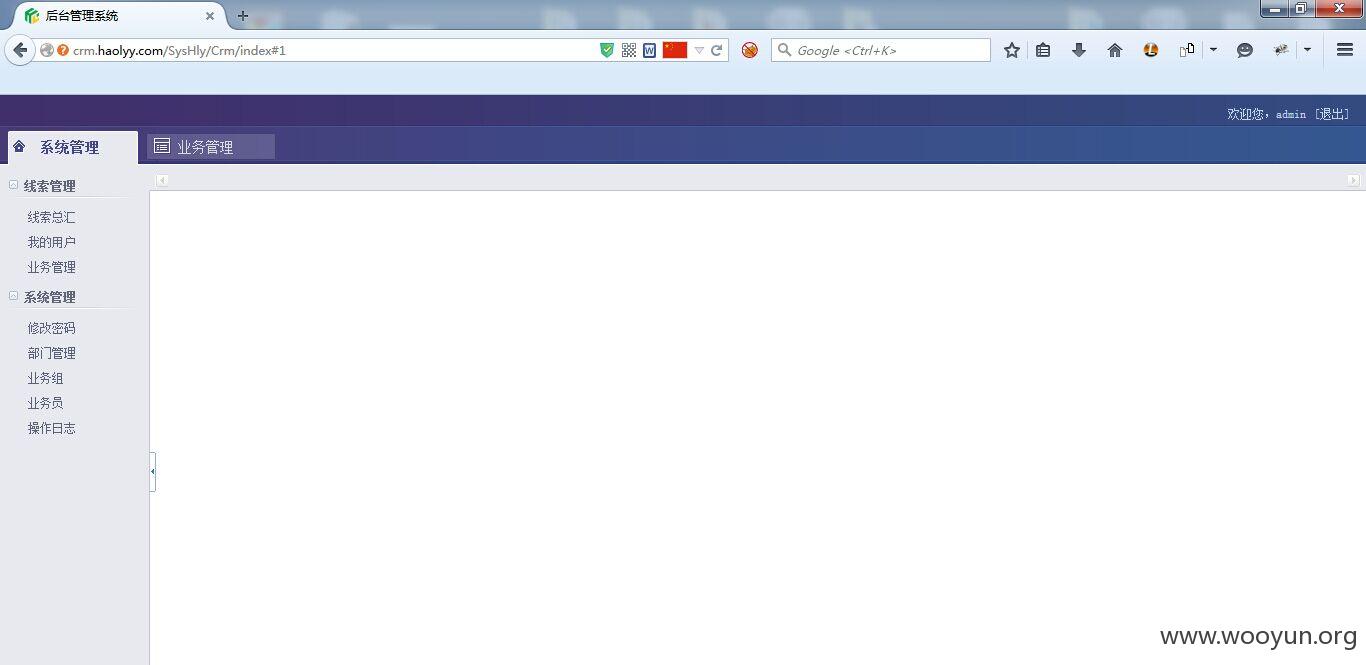 后台管理系统
crm.haolyy.com/SysHly/Crm/index#1
Google <Ctrl+K>
欢迎您，admin [退出]
系统管理
业务管理
线索管理
线索总汇
我的用户
业务管理
系统管理
修改密码
部门管理
业务组
业务员
操作日志
www.wooyun.org